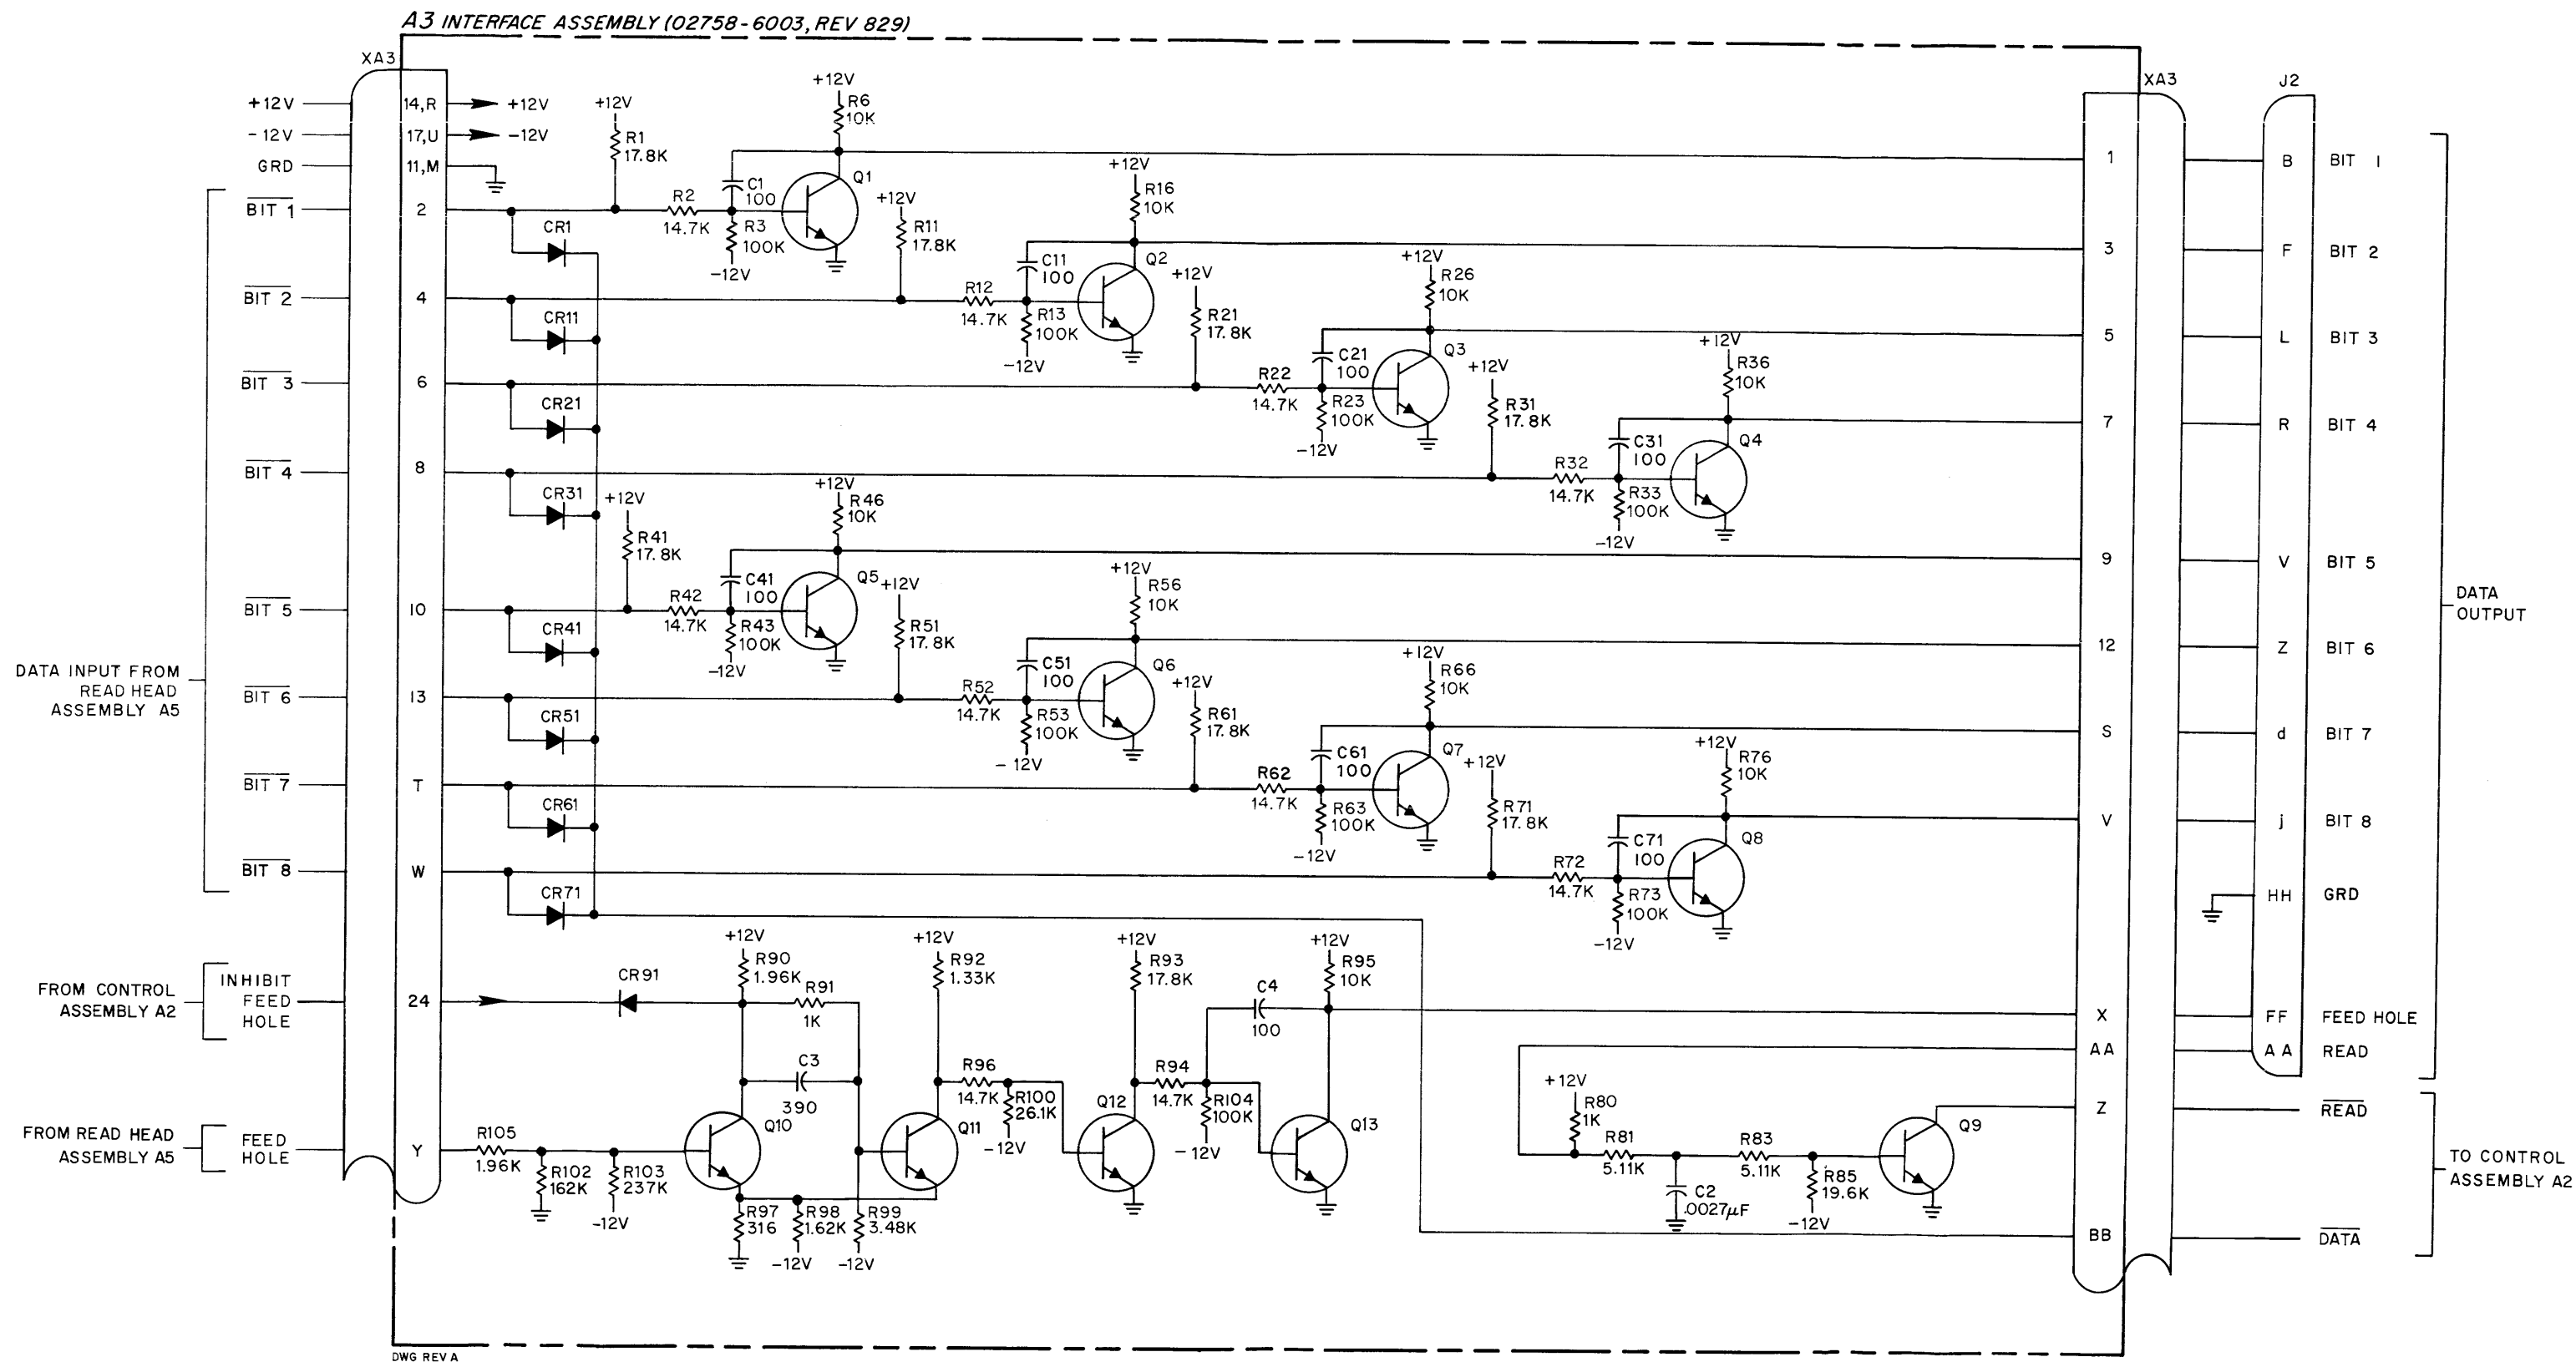 A3 INTERFACE ASSEMBLY (02758-6003, REV 829)
XA3
XA3
J2
+12V
14,R
+12V
-12V
17,U
-12V
GRD
11,M
BIT 1
2
BIT 2
4
BIT 3
6
BIT 4
8
BIT 5
10
BIT 6
13
BIT 7
T
BIT 8
W
DATA INPUT FROM
READ HEAD
ASSEMBLY A5
FROM CONTROL
ASSEMBLY A2
INHIBIT
FEED
HOLE
24
FROM READ HEAD
ASSEMBLY A5
FEED
HOLE
Y
CR1
CR11
CR21
CR31
CR41
CR51
CR61
CR71
+12V
R1
17.8K
R2
14.7K
C1
100
R3
100K
-12V
+12V
R6
10K
Q1
+12V
R11
17.8K
R12
14.7K
C11
100
R13
100K
-12V
+12V
R16
10K
Q2
+12V
R21
17.8K
R22
14.7K
C21
100
R23
100K
-12V
+12V
R26
10K
Q3
+12V
R31
17.8K
R32
14.7K
C31
100
R33
100K
-12V
+12V
R36
10K
Q4
+12V
R41
17.8K
R42
14.7K
C41
100
R43
100K
-12V
+12V
R46
10K
Q5
+12V
R51
17.8K
R52
14.7K
C51
100
R53
100K
-12V
+12V
R56
10K
Q6
+12V
R61
17.8K
R62
14.7K
C61
100
R63
100K
-12V
+12V
R66
10K
Q7
+12V
R71
17.8K
R72
14.7K
C71
100
R73
100K
-12V
+12V
R76
10K
Q8
CR91
+12V
R90
1.96K
R91
1K
C3
390
R105
1.96K
R102
162K
R103
237K
-12V
Q10
R97
316
R98
1.62K
-12V
R99
3.48K
-12V
+12V
R92
1.33K
Q11
R96
14.7K
R100
26.1K
-12V
+12V
R93
17.8K
Q12
R94
14.7K
R104
100K
-12V
C4
100
+12V
R95
10K
Q13
+12V
R80
1K
R81
5.11K
C2
.0027µF
R83
5.11K
R85
19.6K
-12V
Q9
1
B
BIT 1
3
F
BIT 2
5
L
BIT 3
7
R
BIT 4
9
V
BIT 5
12
Z
BIT 6
S
d
BIT 7
V
j
BIT 8
HH
GRD
X
FF
FEED HOLE
AA
AA
READ
Z
READ
BB
DATA
DATA
OUTPUT
TO CONTROL
ASSEMBLY A2
DWG REV A